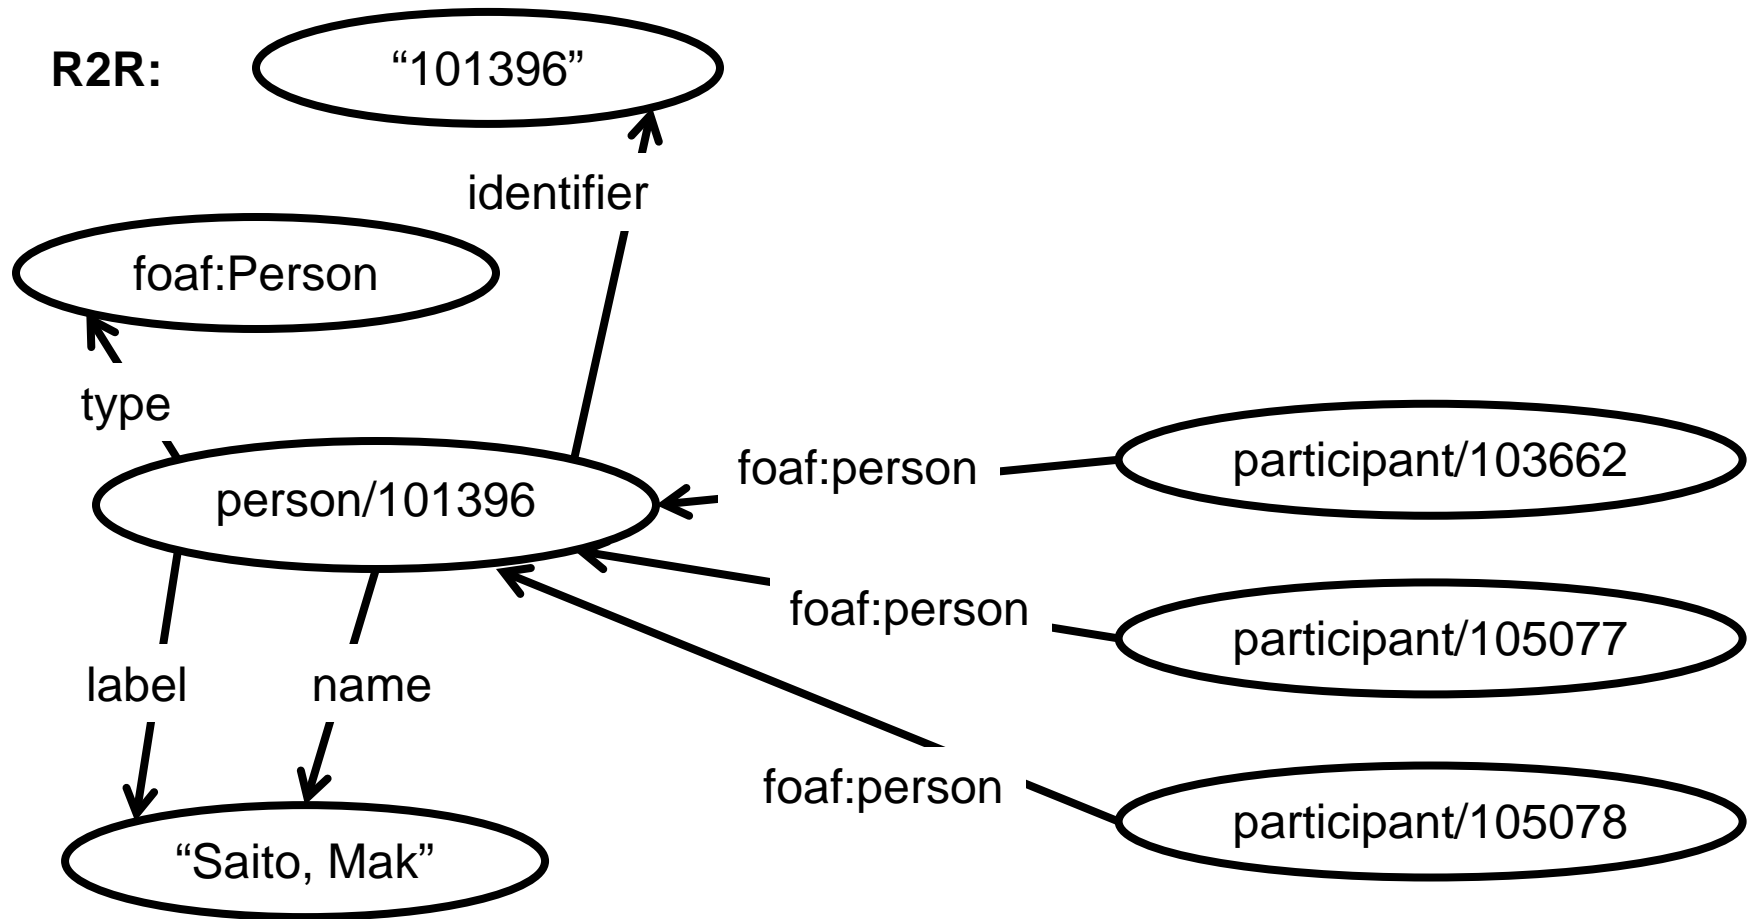 R2R:
“101396”
identifier
foaf:Person
type
foaf:person
participant/103662
person/101396
foaf:person
participant/105077
label
name
foaf:person
participant/105078
“Saito, Mak”